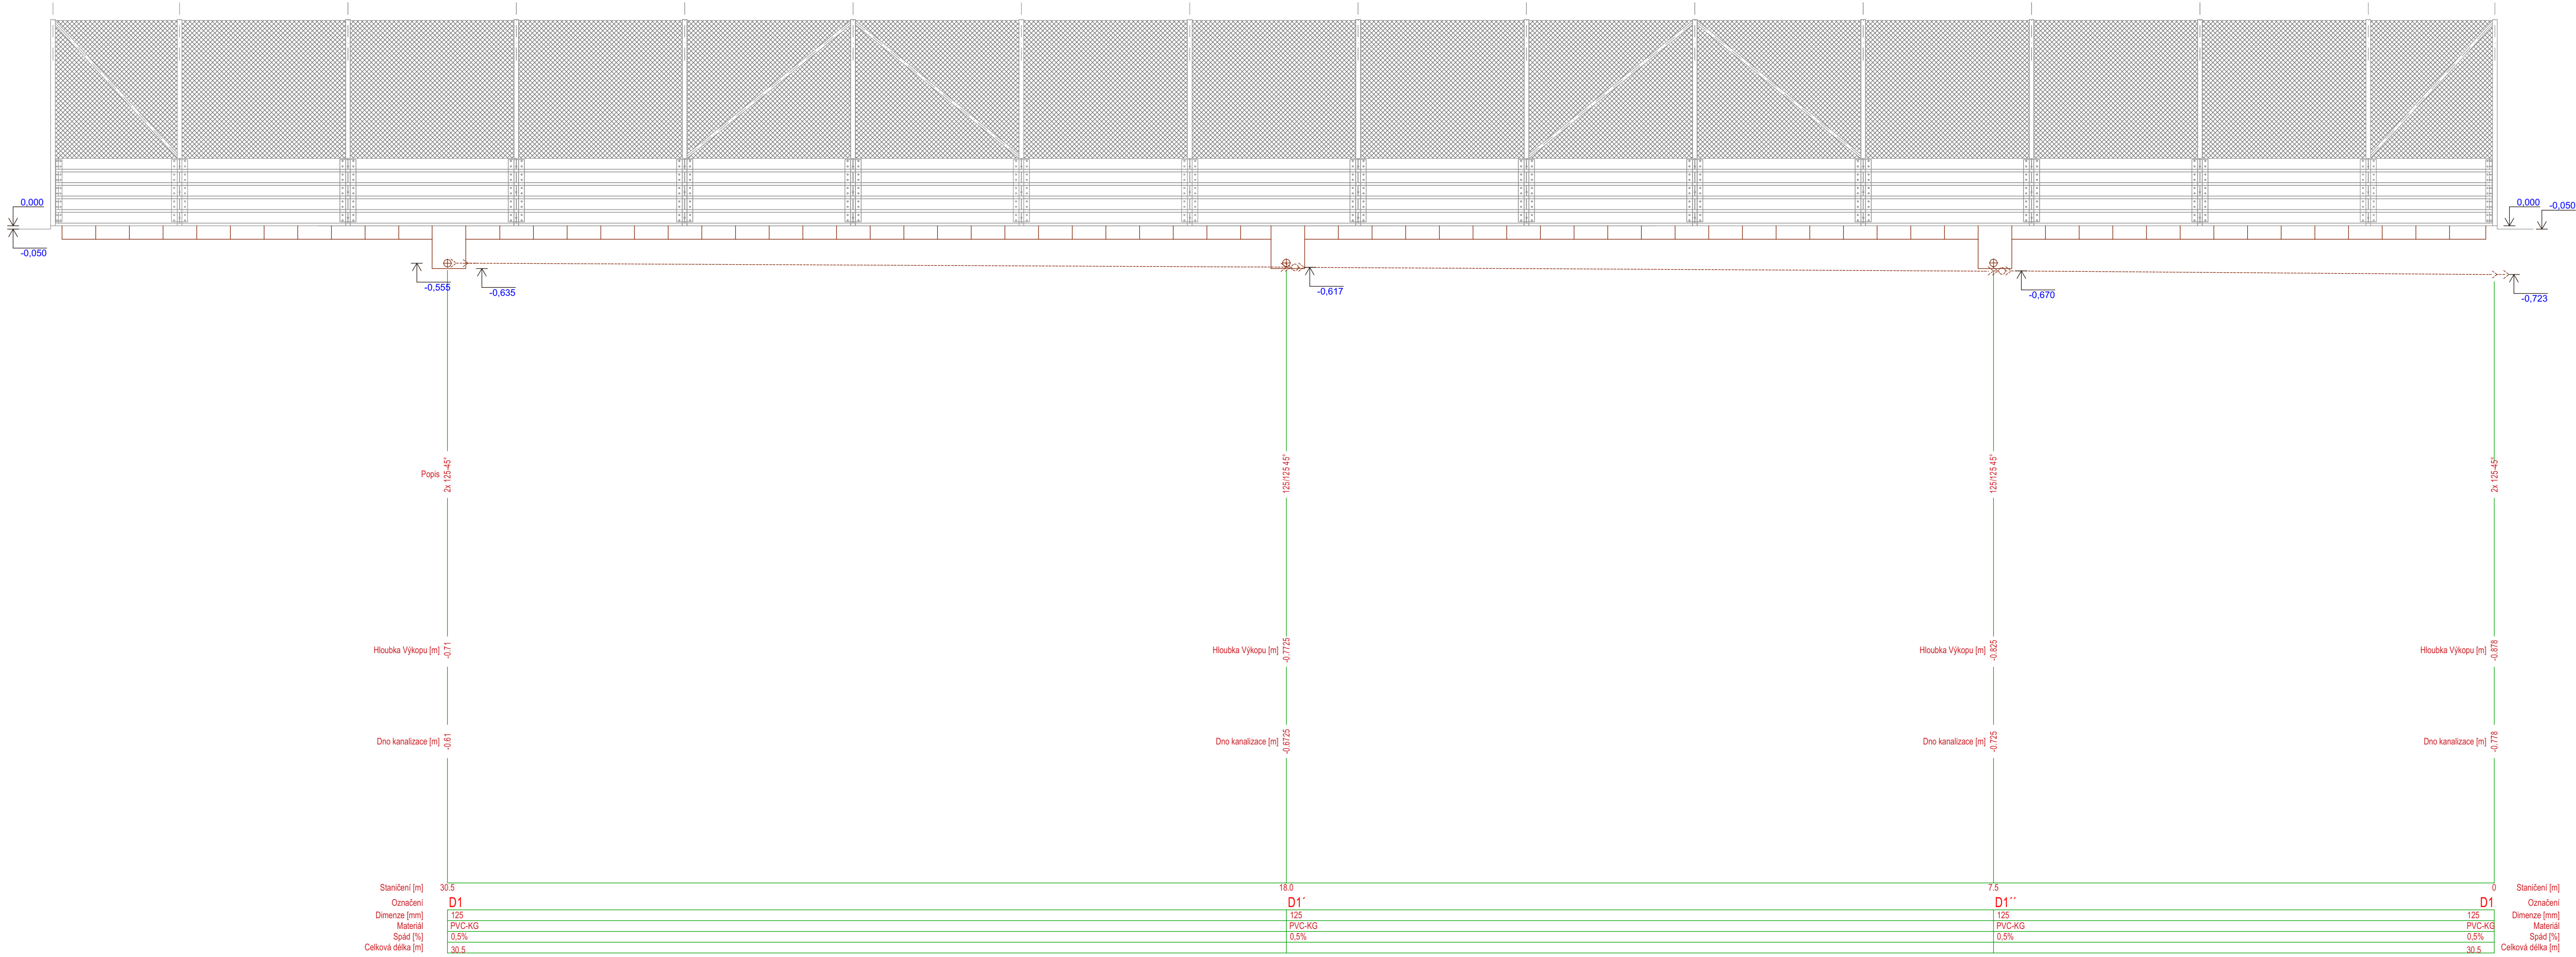 0,000
-0,050
0,000
-0,050
-0,555
-0,635
-0,617
-0,670
-0,723
Popis
2x 125-45°
125/125 45°
125/125 45°
2x 125-45°
Hloubka Výkopu [m]
-0.71
Hloubka Výkopu [m]
-0.7725
Hloubka Výkopu [m]
-0.825
Hloubka Výkopu [m]
-0.878
Dno kanalizace [m]
-0.61
Dno kanalizace [m]
-0.6725
Dno kanalizace [m]
-0.725
Dno kanalizace [m]
-0.778
Staničení [m] 30.5 18.0 7.5 0 Staničení [m]
Označení D1 D1´ D1´´ D1 Označení
Dimenze [mm] 125 125 125 125 Dimenze [mm]
Materiál PVC-KG PVC-KG PVC-KG PVC-KG Materiál
Spád [%] 0,5% 0,5% 0,5% 0,5% Spád [%]
Celková délka [m] 30.5 30.5 Celková délka [m]